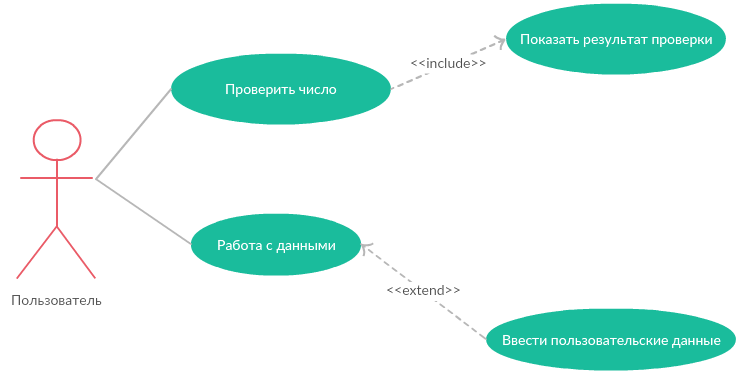 Показать результат проверки
<<include>>
Проверить число
Работа с данными
<<extend>>
Пользователь
Ввести пользовательские данные